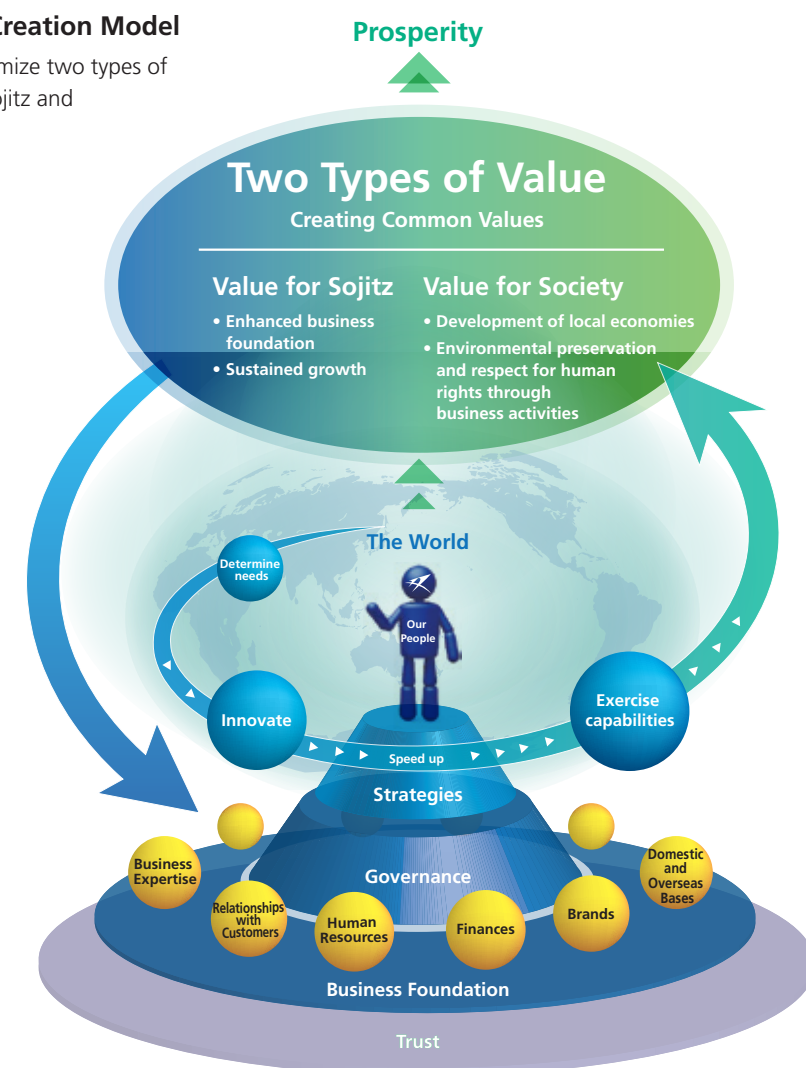 Creation Model
mize two types of
jitz and
Prosperity
Two Types of Value
Creating Common Values
Value for Sojitz
• Enhanced business
foundation
• Sustained growth
Value for Society
• Development of local economies
• Environmental preservation
and respect for human
rights through
business activities
The World
Determine
needs
Our
People
Innovate
Exercise
capabilities
Speed up
Strategies
Governance
Business
Expertise
Relationships
with
Customers
Human
Resources
Finances
Brands
Domestic
and
Overseas
Bases
Business Foundation
Trust